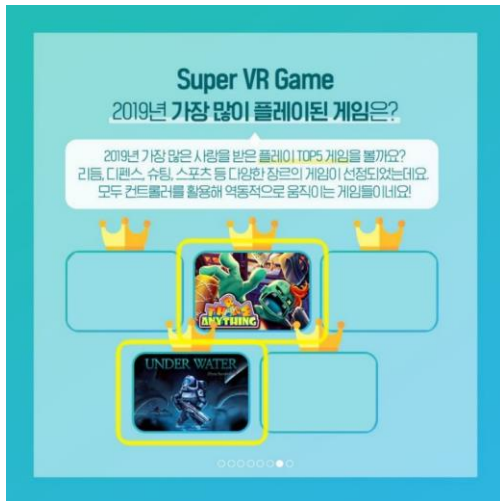 Super VR Game
2019년 가장 많이 플레이된 게임은?
2019년 가장 많은 사랑을 받은 플레이 TOP5 게임을 볼까요?
리듬, 디펜스, 슈팅, 스포츠 등 다양한 장르의 게임이 선정되었는데요.
모두 컨트롤러를 활용해 역동적으로 움직이는 게임들이네요!
ANYTHING
UNDER WATER